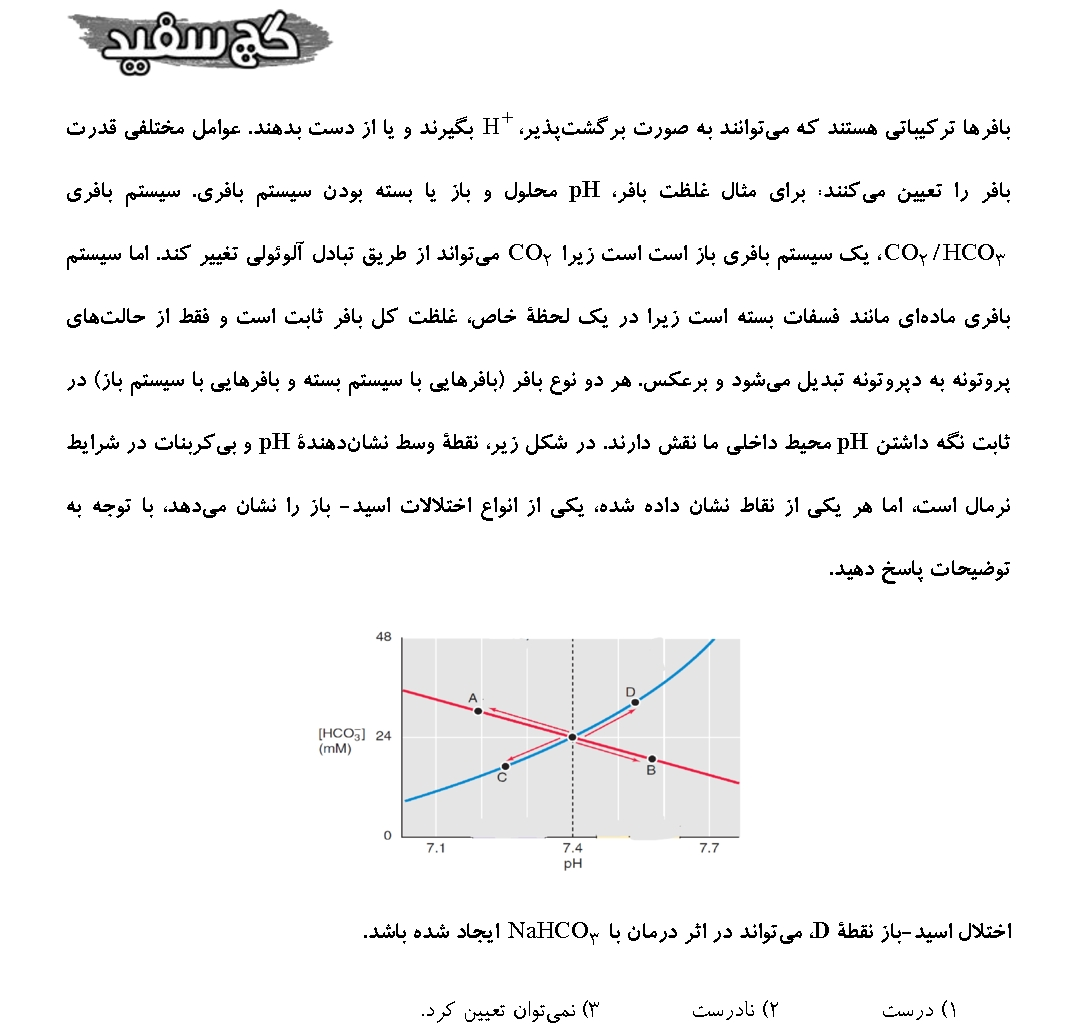 گچ سفید
بافرها ترکیباتی هستند که می‌توانند به صورت برگشت‌پذیر، H⁺ بگیرند و یا از دست بدهند. عوامل مختلفی قدرت
بافر را تعیین می‌کنند؛ برای مثال غلظت بافر، pH محلول و باز یا بسته بودن سیستم بافری. سیستم بافری
CO₂/HCO₃، یک سیستم بافری باز است است زیرا CO₂ می‌تواند از طریق تبادل آلوئولی تغییر کند. اما سیستم
بافری ماده‌ای مانند فسفات بسته است زیرا در یک لحظهٔ خاص، غلظت کل بافر ثابت است و فقط از حالت‌های
پروتونه به دپروتونه تبدیل می‌شود و برعکس. هر دو نوع بافر (بافرهایی با سیستم بسته و بافرهایی با سیستم باز) در
ثابت نگه داشتن pH محیط داخلی ما نقش دارند. در شکل زیر، نقطهٔ وسط نشان‌دهندهٔ pH و بی‌کربنات در شرایط
نرمال است، اما هر یکی از نقاط نشان داده شده، یکی از انواع اختلالات اسید- باز را نشان می‌دهد، با توجه به
توضیحات پاسخ دهید.
48
D
A
[HCO₃⁻] 24
(mM)
B
C
0
7.1 7.4 7.7
pH
اختلال اسید-باز نقطهٔ D، می‌تواند در اثر درمان با NaHCO₃ ایجاد شده باشد.
۱) درست ۲) نادرست ۳) نمی‌توان تعیین کرد.